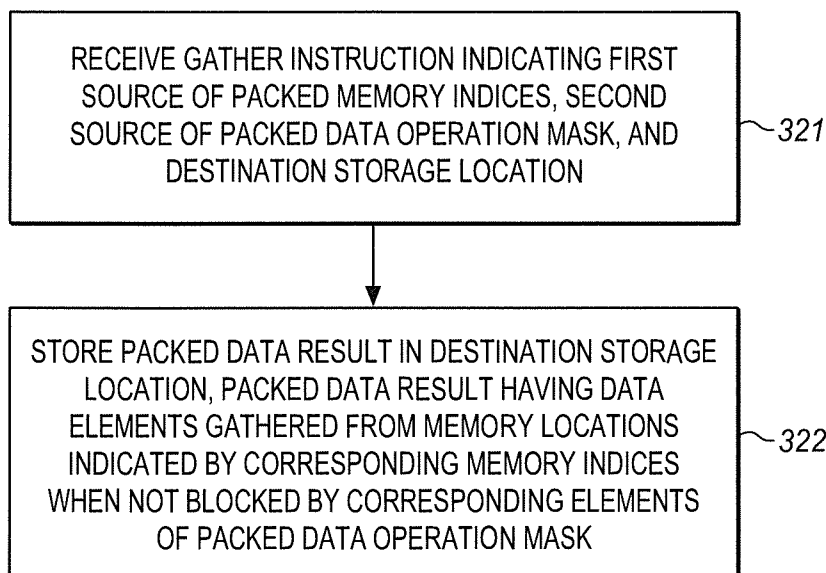 RECEIVE GATHER INSTRUCTION INDICATING FIRST
SOURCE OF PACKED MEMORY INDICES, SECOND
SOURCE OF PACKED DATA OPERATION MASK, AND
DESTINATION STORAGE LOCATION
321
STORE PACKED DATA RESULT IN DESTINATION STORAGE
LOCATION, PACKED DATA RESULT HAVING DATA
ELEMENTS GATHERED FROM MEMORY LOCATIONS
INDICATED BY CORRESPONDING MEMORY INDICES
WHEN NOT BLOCKED BY CORRESPONDING ELEMENTS
OF PACKED DATA OPERATION MASK
322